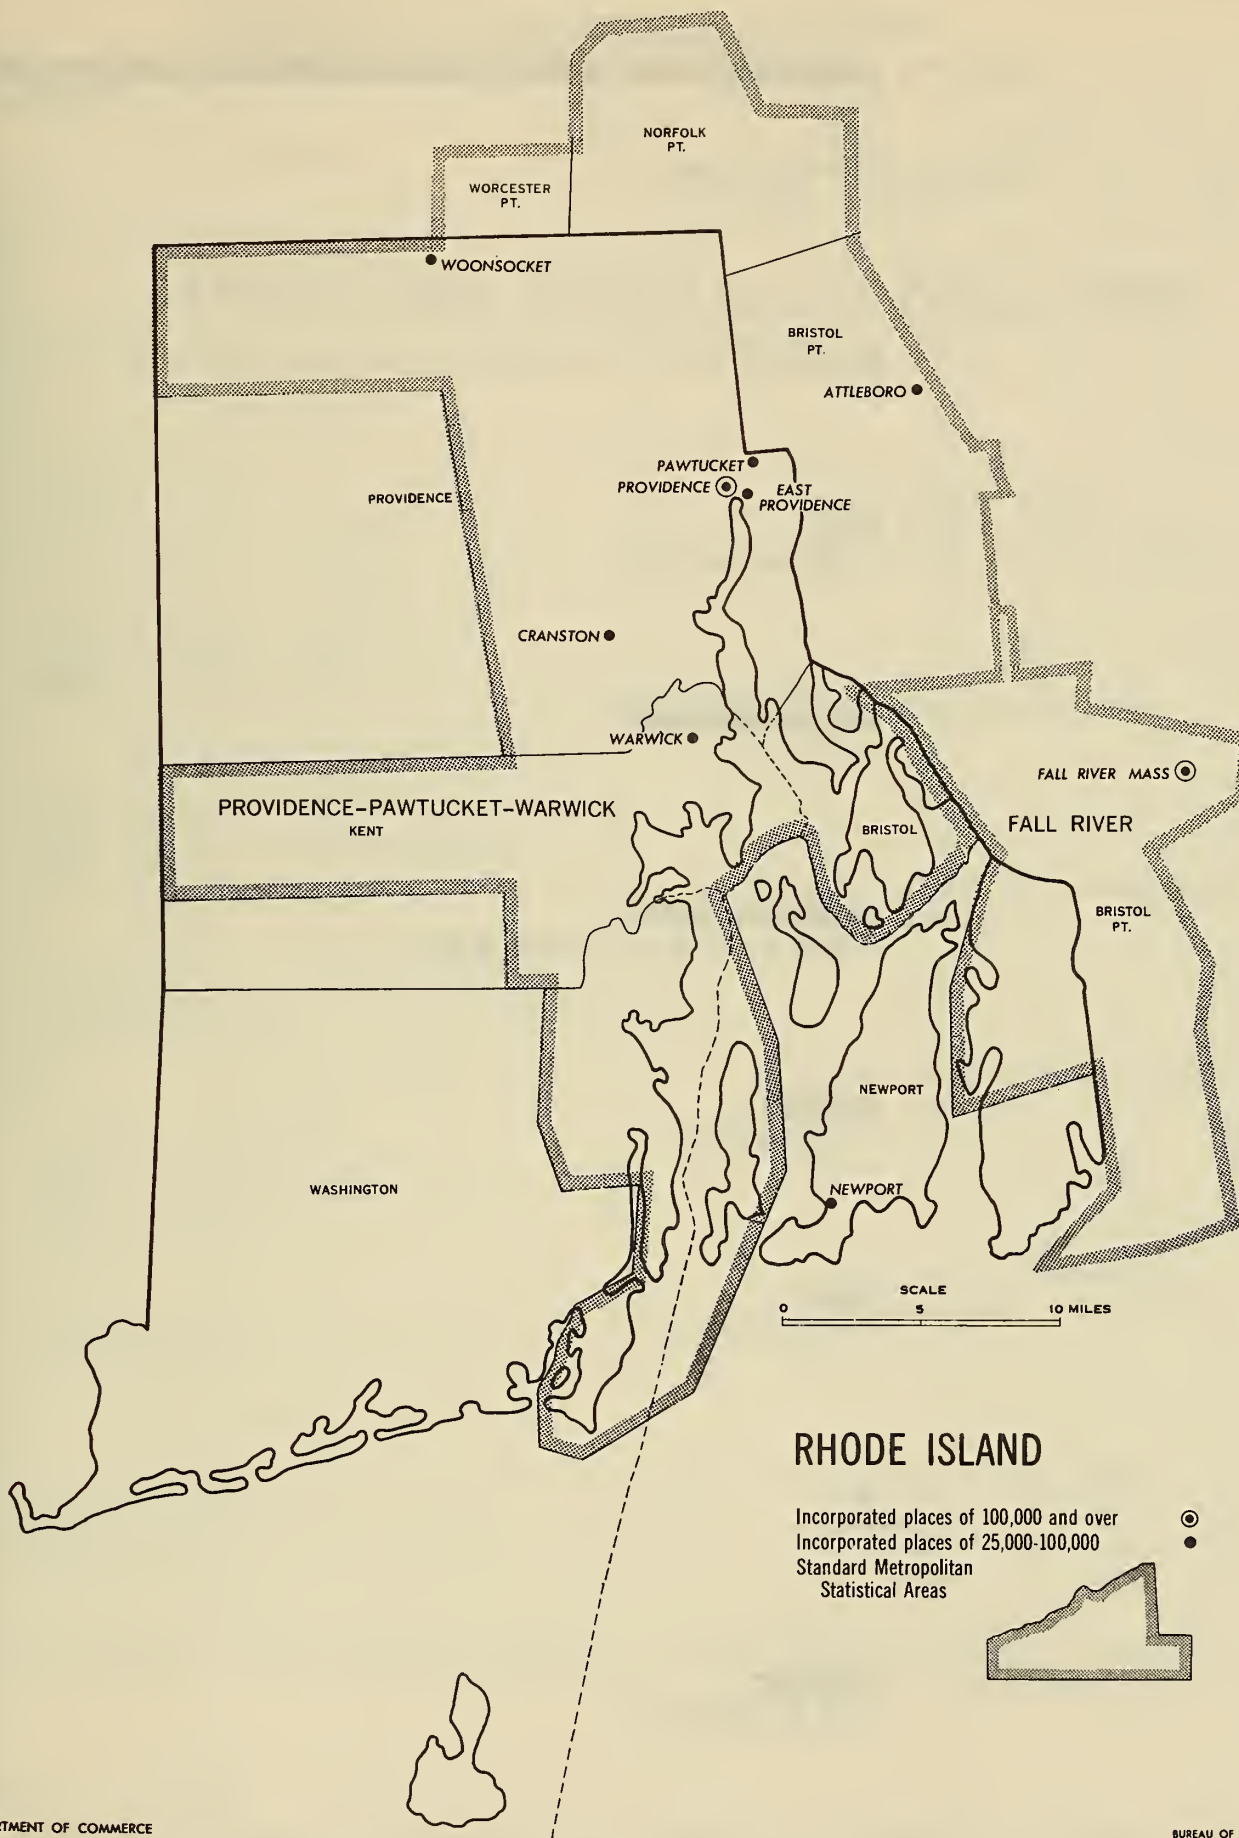 NORFOLK
PT.
WORCESTER
PT.
WOONSOCKET
BRISTOL
PT.
ATTLEBORO
PAWTUCKET
PROVIDENCE
EAST
PROVIDENCE
PROVIDENCE
CRANSTON
WARWICK
FALL RIVER MASS
PROVIDENCE-PAWTUCKET-WARWICK
KENT
BRISTOL
FALL RIVER
BRISTOL
PT.
NEWPORT
WASHINGTON
NEWPORT
SCALE
0 5 10 MILES
RHODE ISLAND
Incorporated places of 100,000 and over
Incorporated places of 25,000-100,000
Standard Metropolitan
Statistical Areas
RTMENT OF COMMERCE
BUREAU OF